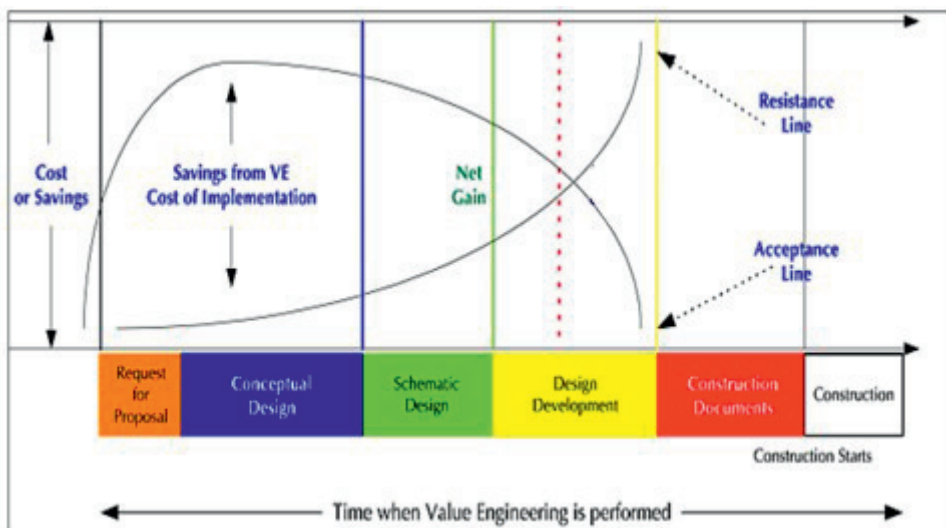 Cost
or Savings
Savings from VE
Cost of Implementation
Net
Gain
Resistance
Line
Acceptance
Line
Request
for
Proposal
Conceptual
Design
Schematic
Design
Design
Development
Construction
Documents
Construction
Construction Starts
Time when Value Engineering is performed